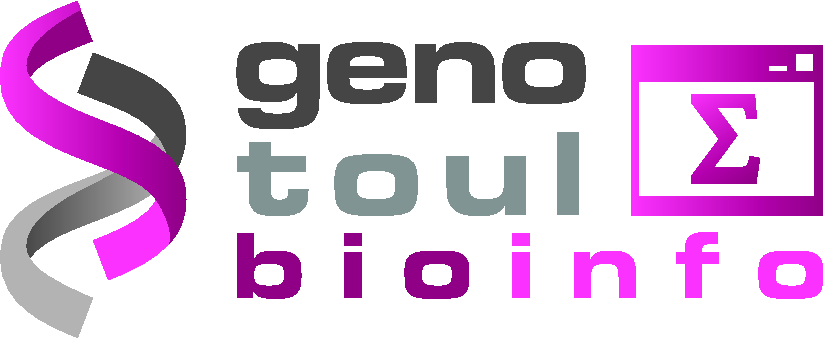 geno
toul
bioinfo
Σ